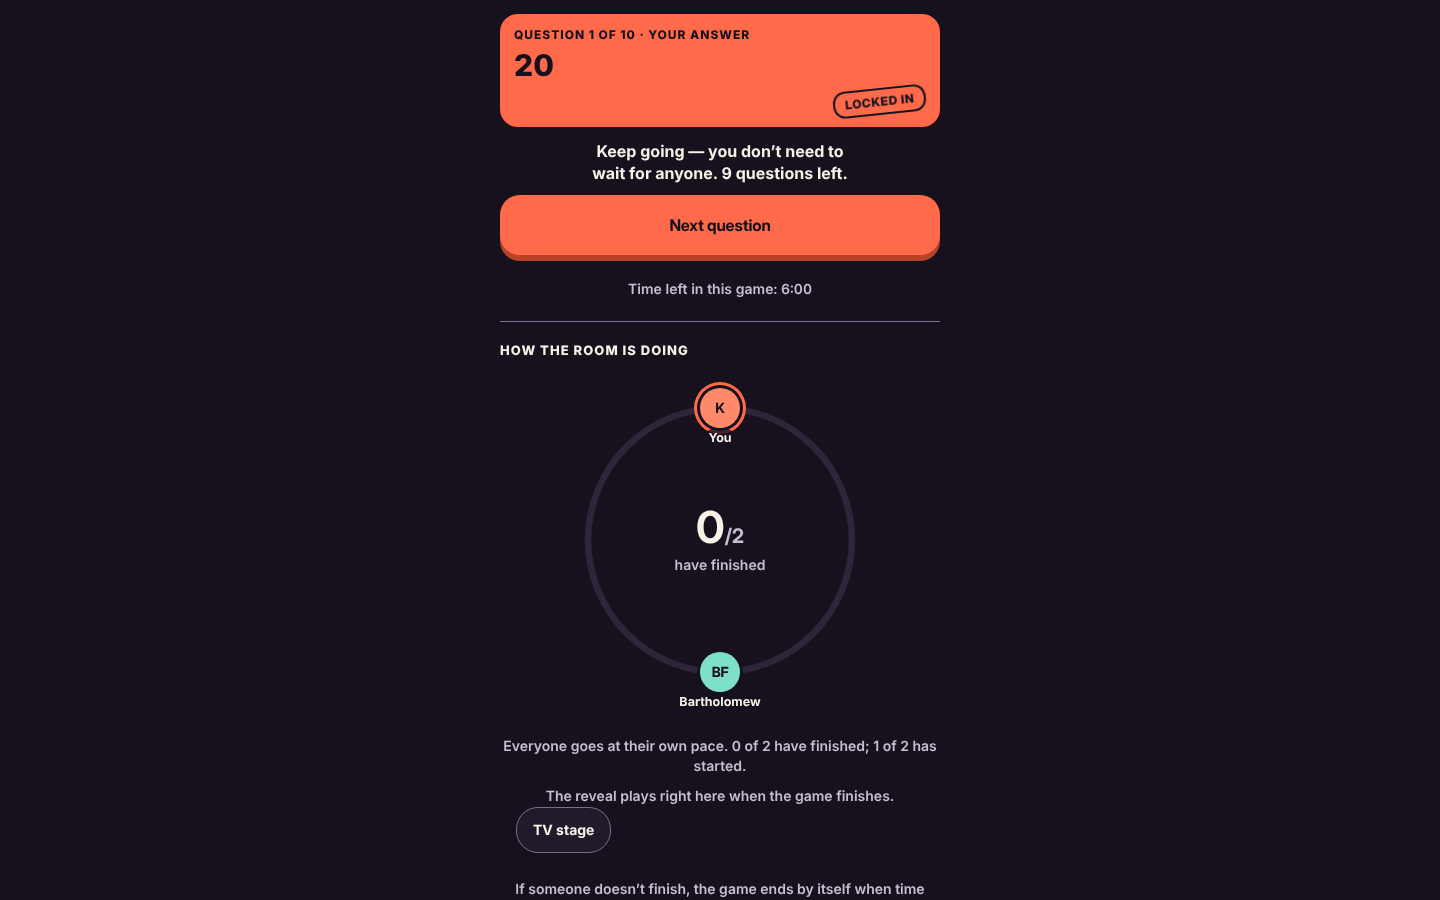 QUESTION 1 OF 10 · YOUR ANSWER
20
LOCKED IN
Keep going — you don’t need to
wait for anyone. 9 questions left.
Next question
Time left in this game: 6:00
HOW THE ROOM IS DOING
K
You
0/2
have finished
BF
Bartholomew
Everyone goes at their own pace. 0 of 2 have finished; 1 of 2 has
started.
The reveal plays right here when the game finishes.
TV stage
If someone doesn’t finish, the game ends by itself when time